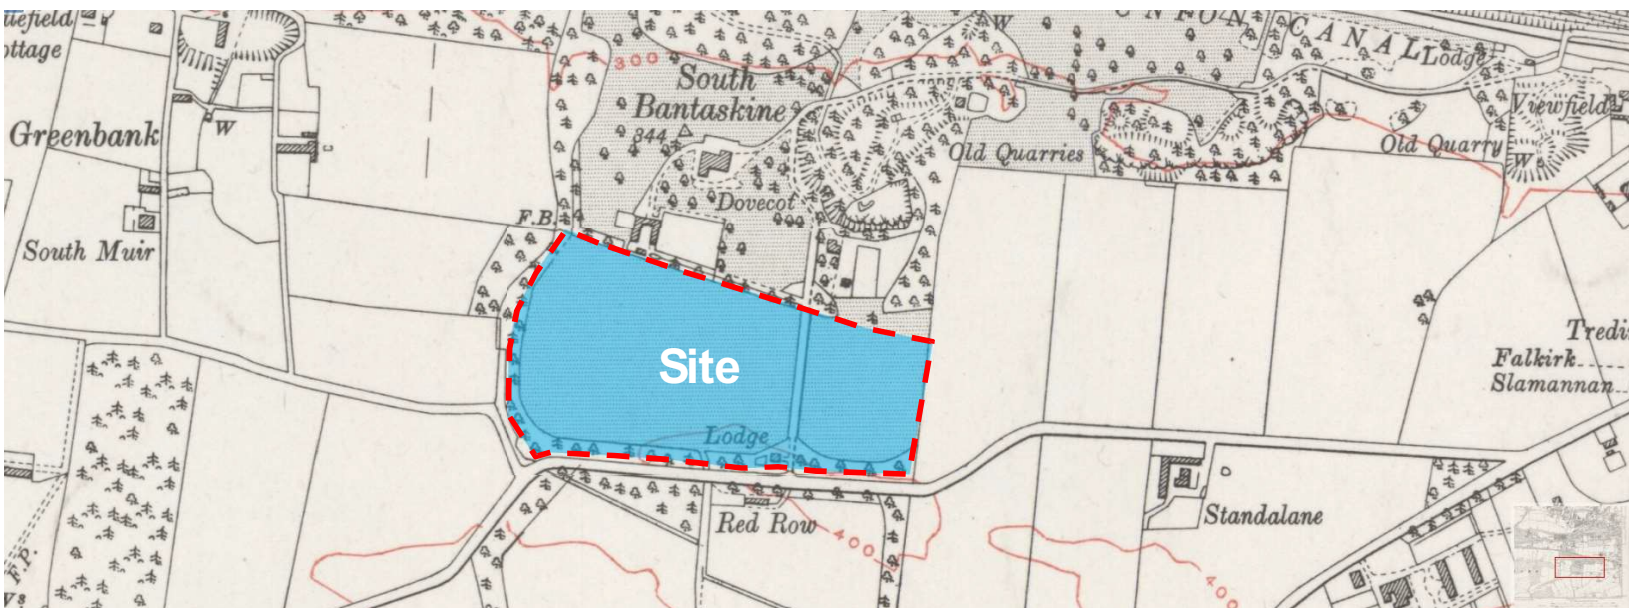 C N F O N
CANAL
Lodge
Viewfield
300
South
Bantaskine
344
W
Greenbank
W
Old Quarries
Old Quarry
W
Dovecot
F.B.
South Muir
Site
Lodge
Falkirk
Slamannan
Red Row
Standalane
400
400
F.P.